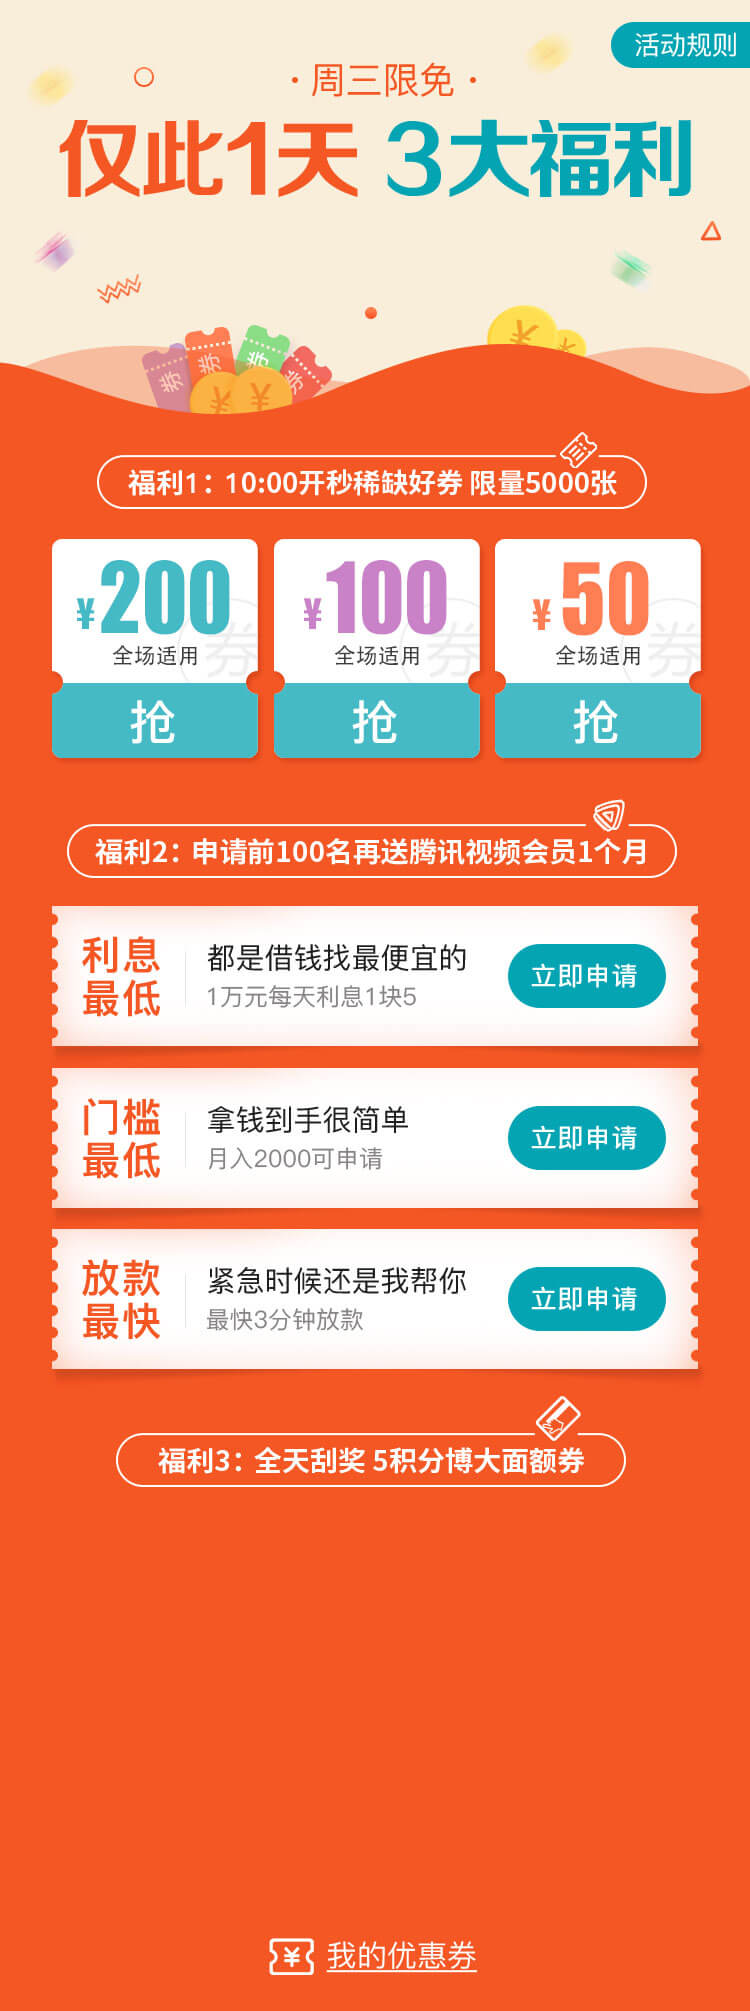 活动规则
·周三限免·
仅此1天 3大福利
券 券 券 券
¥ ¥ ¥ ¥
福利1：10:00开秒稀缺好券 限量5000张
¥200 ¥100 ¥50
券 券 券
全场适用 全场适用 全场适用
抢 抢 抢
福利2：申请前100名再送腾讯视频会员1个月
利息最低
都是借钱找最便宜的
1万元每天利息1块5
立即申请
门槛最低
拿钱到手很简单
月入2000可申请
立即申请
放款最快
紧急时候还是我帮你
最快3分钟放款
立即申请
福利3：全天刮奖 5积分博大面额券
¥ 我的优惠券